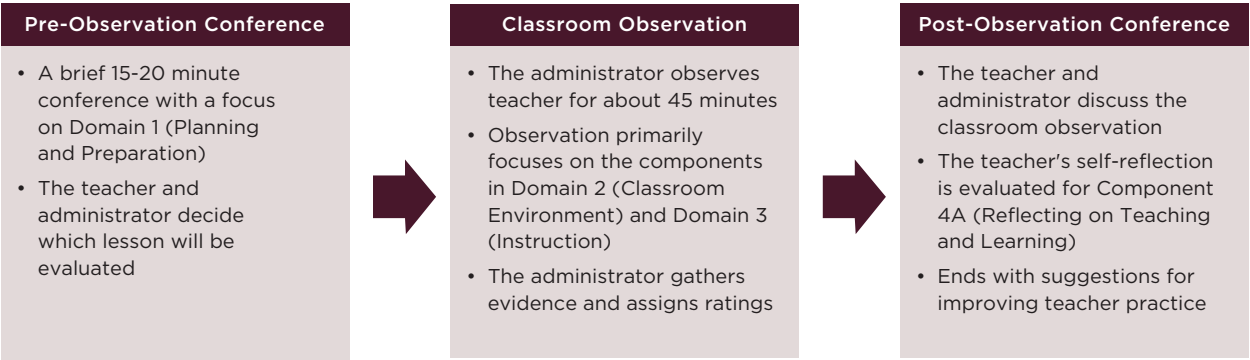 Pre-Observation Conference
• A brief 15-20 minute
conference with a focus
on Domain 1 (Planning
and Preparation)
• The teacher and
administrator decide
which lesson will be
evaluated
Classroom Observation
• The administrator observes
teacher for about 45 minutes
• Observation primarily
focuses on the components
in Domain 2 (Classroom
Environment) and Domain 3
(Instruction)
• The administrator gathers
evidence and assigns ratings
Post-Observation Conference
• The teacher and
administrator discuss the
classroom observation
• The teacher's self-reflection
is evaluated for Component
4A (Reflecting on Teaching
and Learning)
• Ends with suggestions for
improving teacher practice